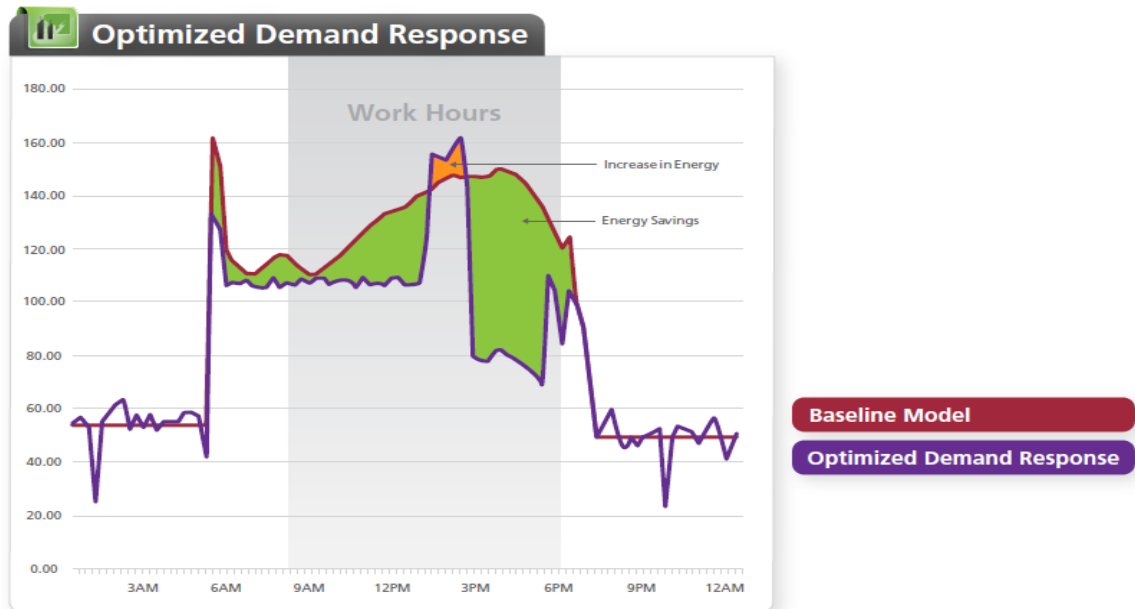 Optimized Demand Response
180.00
Work Hours
160.00
Increase in Energy
140.00
Energy Savings
120.00
100.00
80.00
60.00
Baseline Model
Optimized Demand Response
40.00
20.00
0.00
3AM 6AM 9AM 12PM 3PM 6PM 9PM 12AM